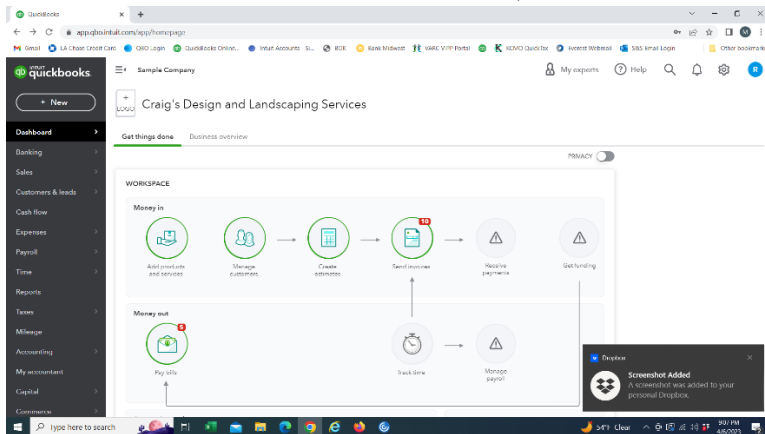 QuickBooks
app.qbo.intuit.com/app/homepage
Gmail LA Chase Credit Card QBO Login QuickBooks Online... Intuit Accounts SL... BOK Bank Midwest VARC VIPP Portal KCMO QuickTax Everest Webmail SBS Email Login Other bookmarks
INTUIT
quickbooks.
Sample Company My experts Help R
+ New
+
LOGO
Craig's Design and Landscaping Services
Get things done Business overview
Dashboard
Banking
Sales
Customers & leads
Cash flow
Expenses
Payroll
Time
Reports
Taxes
Mileage
Accounting
My accountant
Capital
Commerce
PRIVACY
WORKSPACE
Money in
10
Add products
and services
Manage
customers
Create
estimates
Send invoices
Receive
payments
Get funding
Money out
5
Pay bills
Track time
Manage
payroll
Dropbox
Screenshot Added
A screenshot was added to your
personal Dropbox.
Type here to search
54°F Clear
9:07 PM
4/6/2023